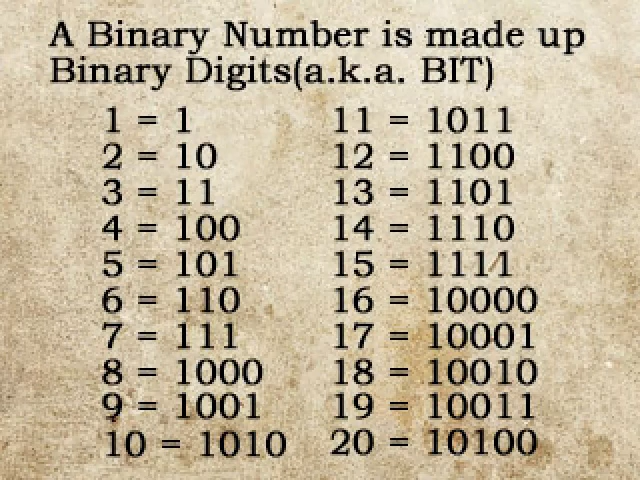 A Binary Number is made up
Binary Digits(a.k.a. BIT)
1 = 1
2 = 10
3 = 11
4 = 100
5 = 101
6 = 110
7 = 111
8 = 1000
9 = 1001
10 = 1010
11 = 1011
12 = 1100
13 = 1101
14 = 1110
15 = 1111
16 = 10000
17 = 10001
18 = 10010
19 = 10011
20 = 10100